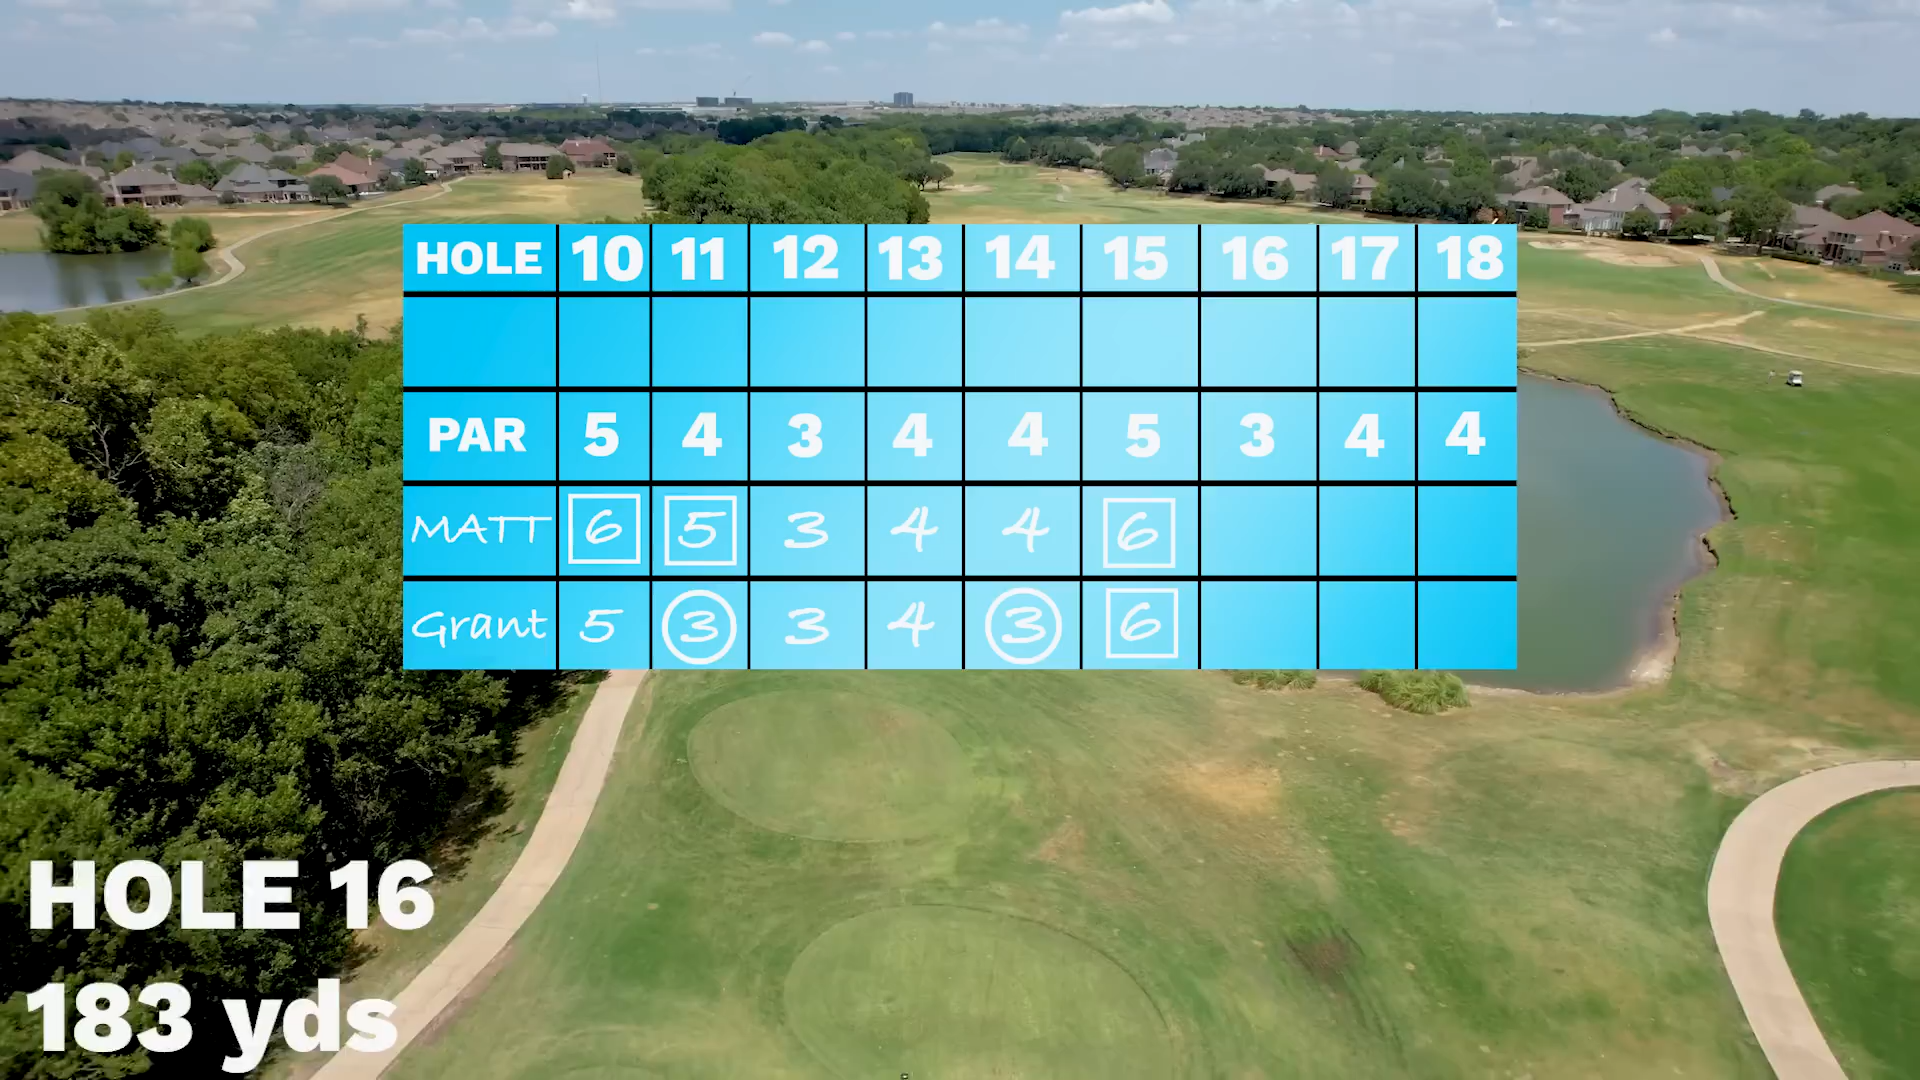 HOLE 10 11 12 13 14 15 16 17 18
PAR 5 4 3 4 4 5 3 4 4
MATT 6 5 3 4 4 6
Grant 5 3 3 4 3 6
HOLE 16
183 yds